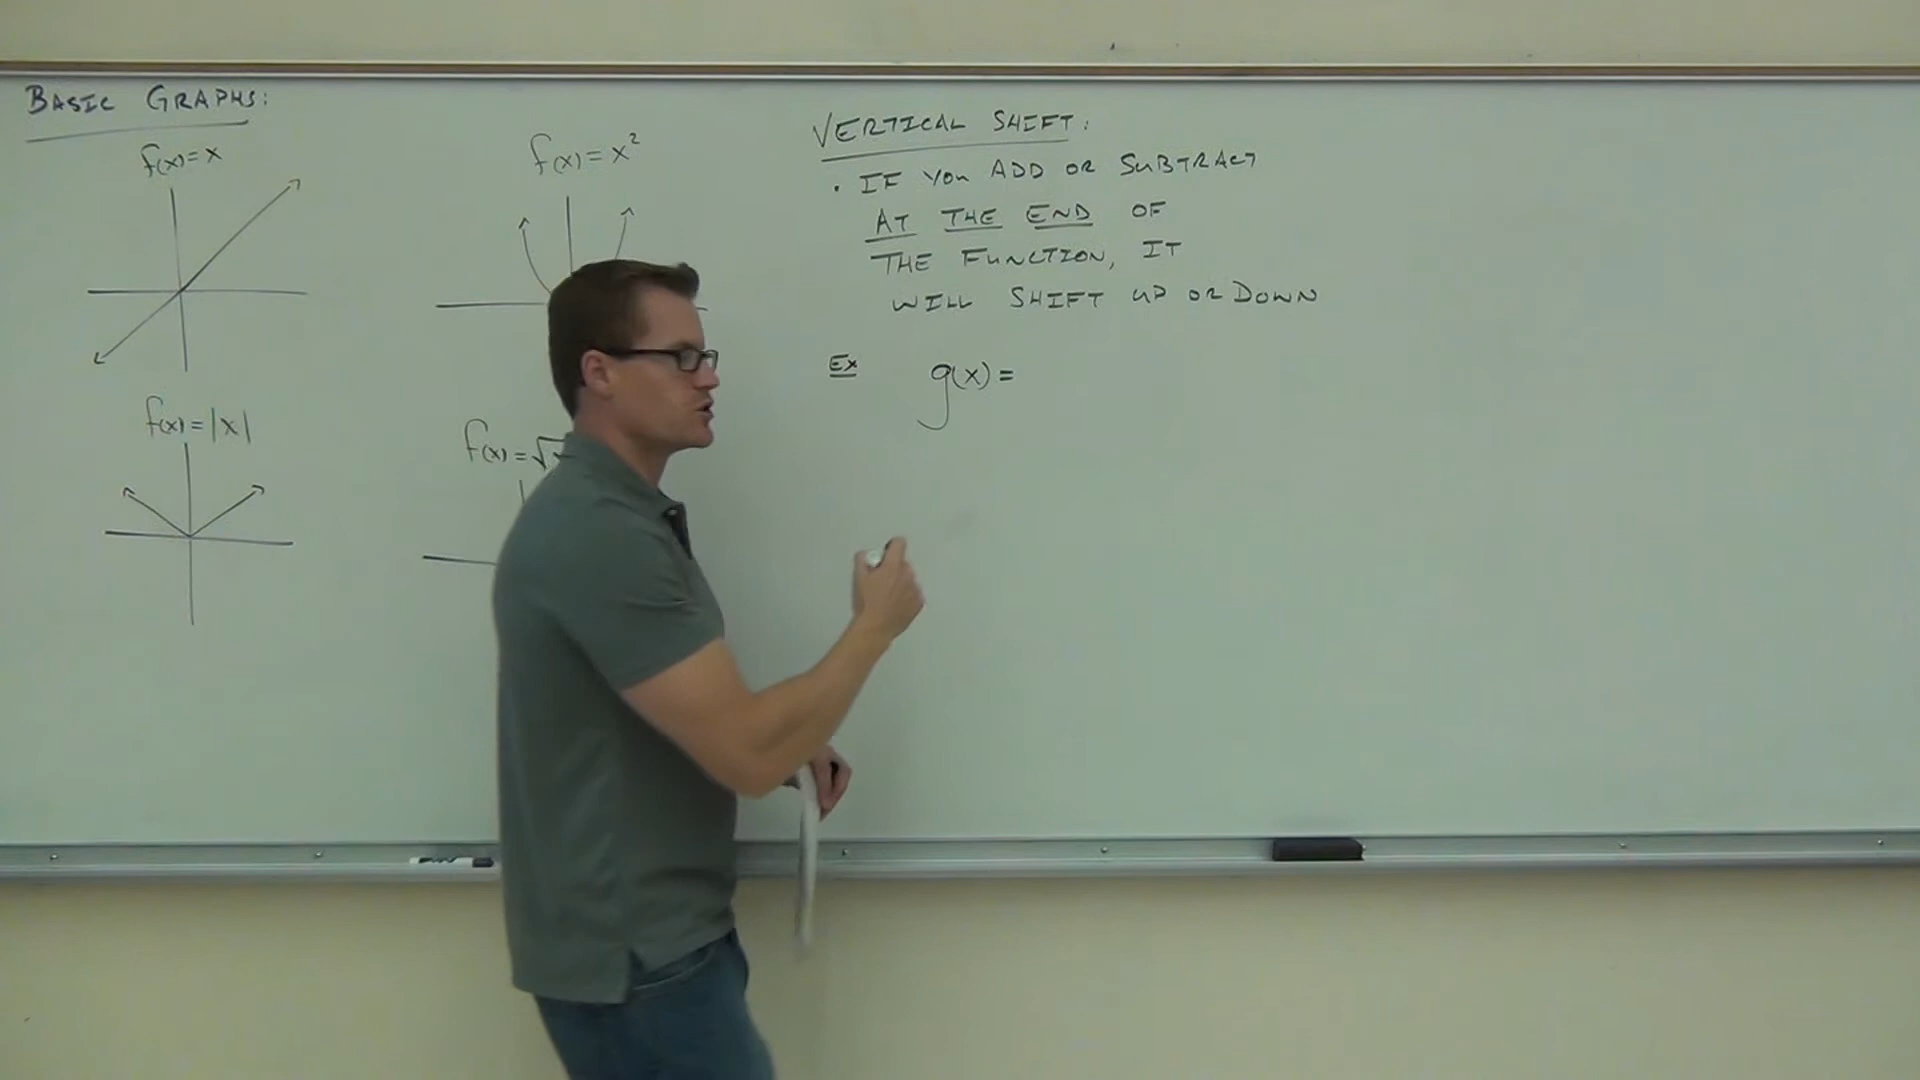 BASIC GRAPHS:
f(x) = x
f(x) = x²
f(x) = |x|
f(x) = √
VERTICAL SHIFT:
• IF YOU ADD OR SUBTRACT
AT THE END OF
THE FUNCTION, IT
WILL SHIFT UP OR DOWN
Ex g(x) =